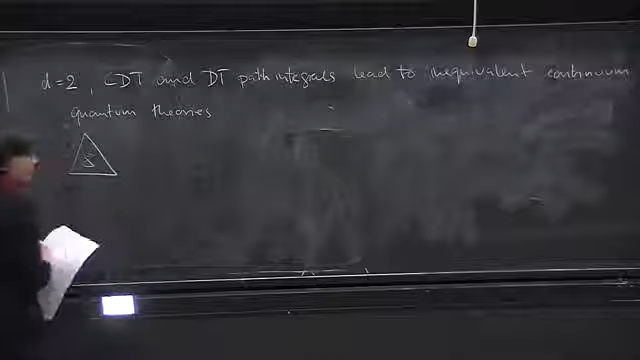 d=2, CDT and DT path integrals lead to inequivalent continuum
quantum theories